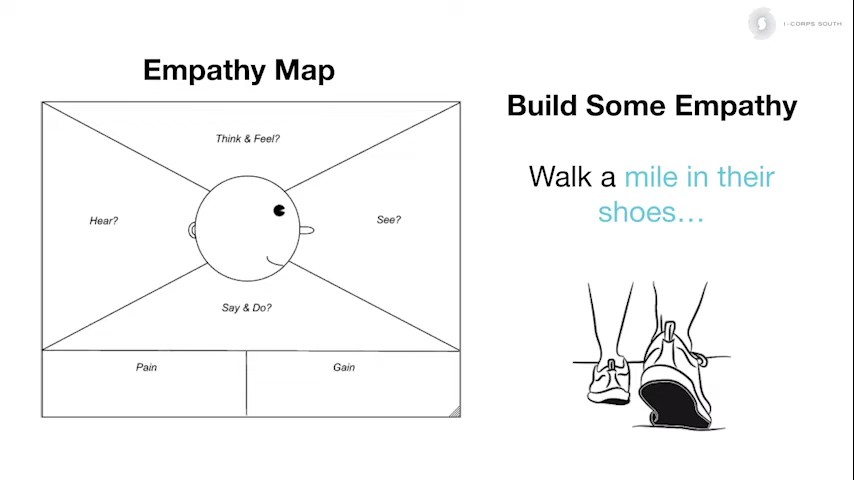 I-CORPS SOUTH
Empathy Map
Think & Feel?
Hear?
See?
Say & Do?
Pain
Gain
Build Some Empathy
Walk a mile in their
shoes…